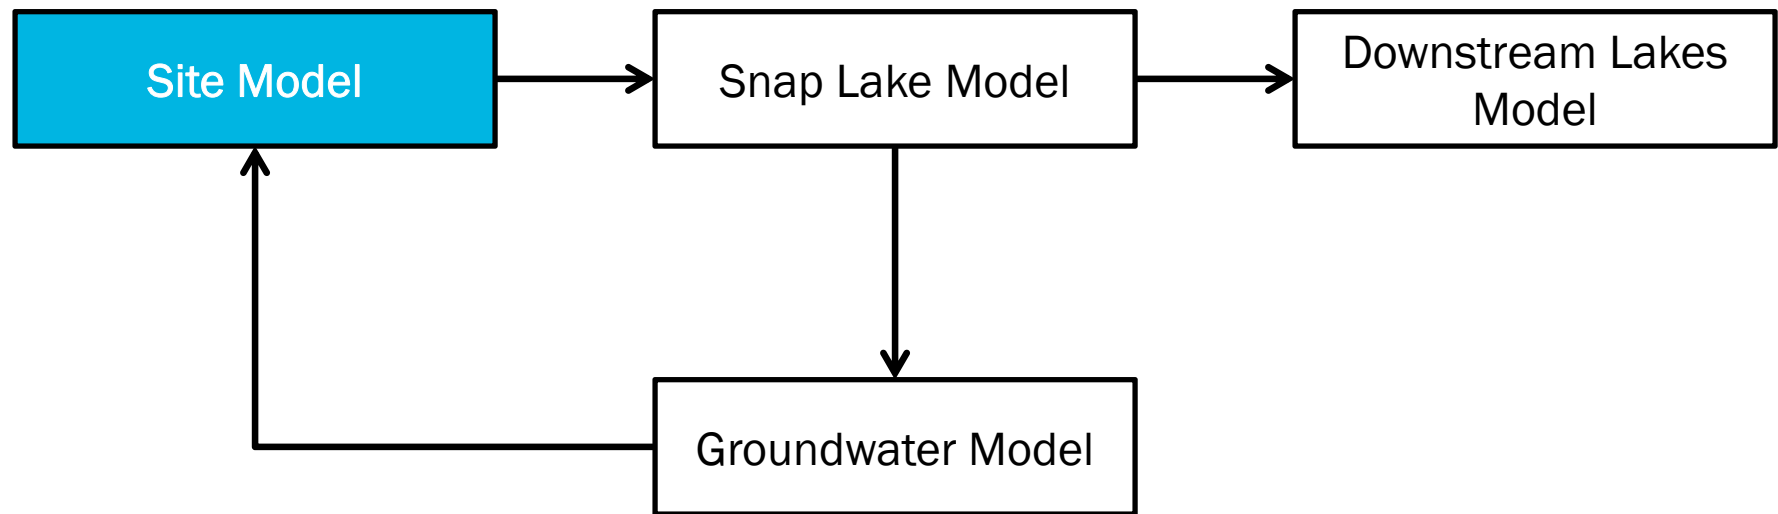 Site Model
Snap Lake Model
Downstream Lakes
Model
Groundwater Model